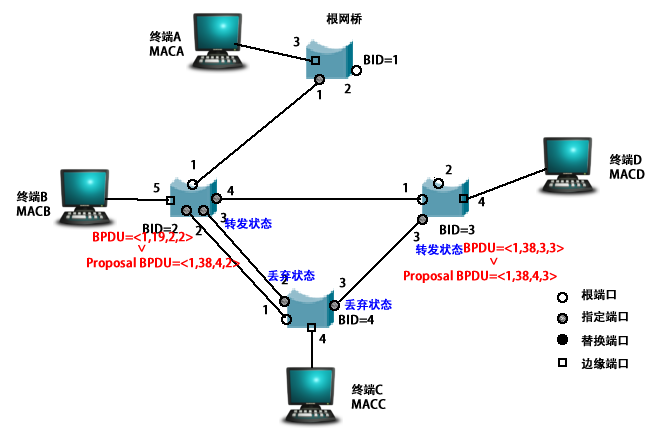 根网桥
终端A
MACA
3
BID=1
1
2
终端D
MACD
1
2
终端B
MACB
5
4
1
4
BID=2
2
3
转发状态
3
BID=3
BPDU=<1,19,2,2>
<
Proposal BPDU=<1,38,4,2>
转发状态
BPDU=<1,38,3,3>
<
Proposal BPDU=<1,38,4,3>
丢弃状态
2
3
丢弃状态
1
BID=4
4
根端口
指定端口
替换端口
边缘端口
终端C
MACC